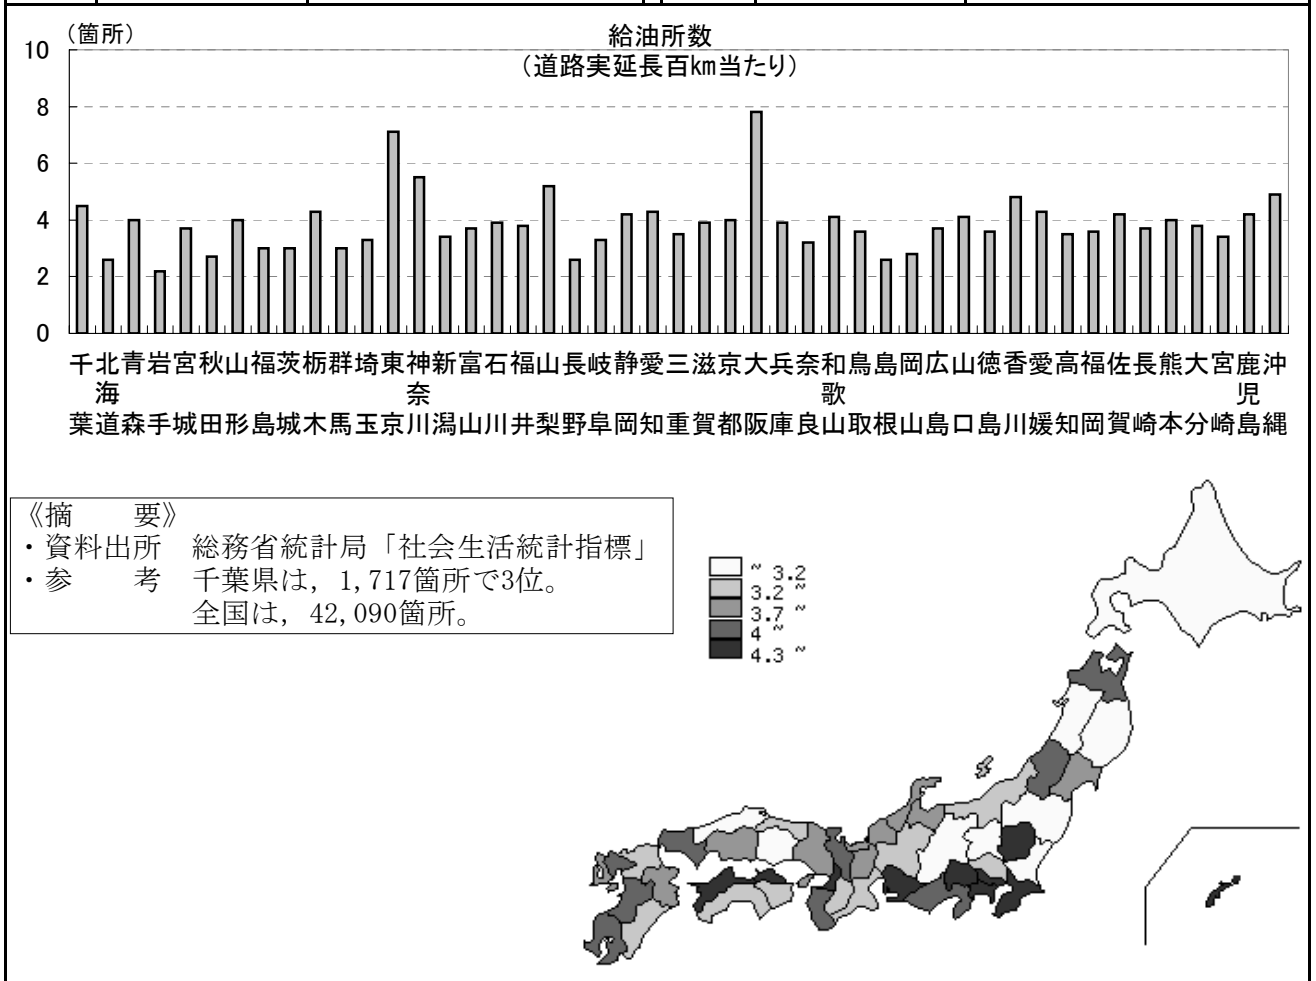 (箇所)
給油所数
(道路実延長百km当たり)
10
8
6
4
2
0
千葉 北海道 青森 岩手 宮城 秋田 山形 福島 茨城 栃木 群馬 埼玉 東京 神奈川 新潟 富山 石川 福井 山梨 長野 岐阜 静岡 愛知 三重 滋賀 京都 大阪 兵庫 奈良 和歌山 鳥取 島根 岡山 広島 山口 徳島 香川 愛媛 高知 福岡 佐賀 長崎 熊本 大分 宮崎 鹿児島 沖縄
《摘　　要》
・資料出所　総務省統計局「社会生活統計指標」
・参　　考　千葉県は，1,717箇所で3位。
全国は，42,090箇所。
~ 3.2
3.2 ~
3.7 ~
4 ~
4.3 ~